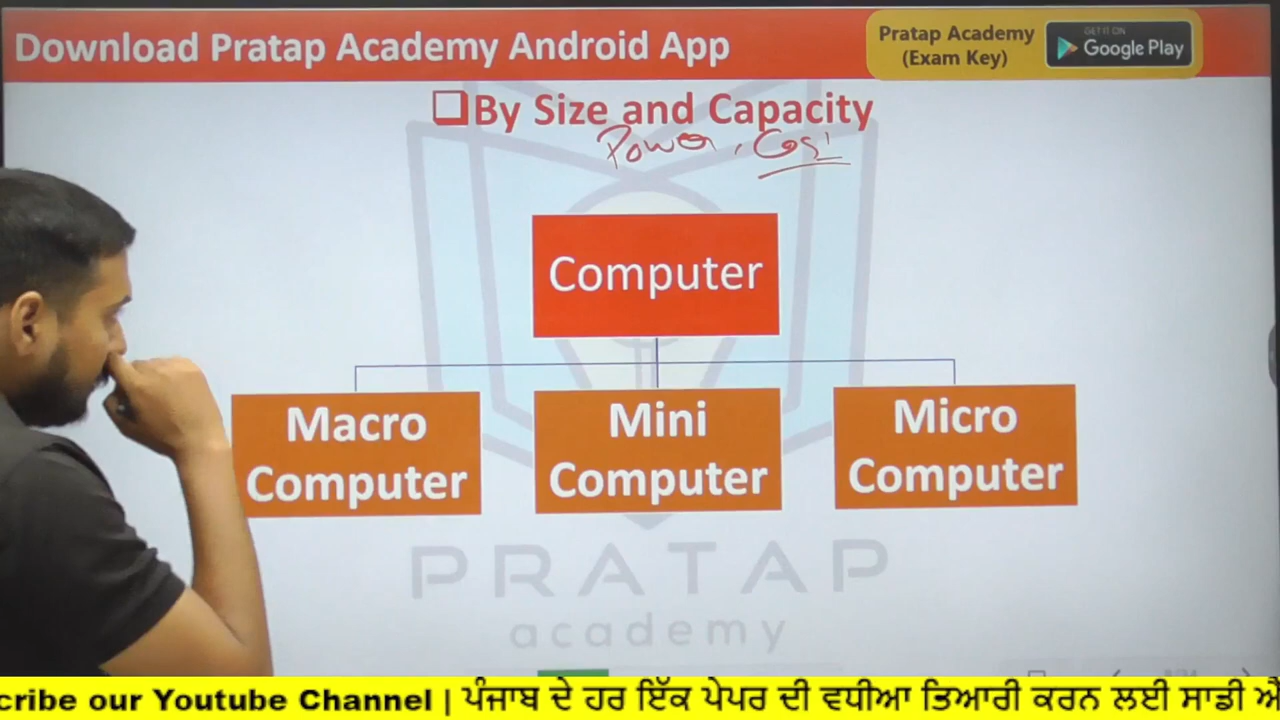 Download Pratap Academy Android App
Pratap Academy
(Exam Key)
GET IT ON
Google Play
❑By Size and Capacity
Power,
Computer
Macro
Computer
Mini
Computer
Micro
Computer
PRATAP
academy
cribe our Youtube Channel | ਪੰਜਾਬ ਦੇ ਹਰ ਇੱਕ ਪੇਪਰ ਦੀ ਵਧੀਆ ਤਿਆਰੀ ਕਰਨ ਲਈ ਸਾਡੀ